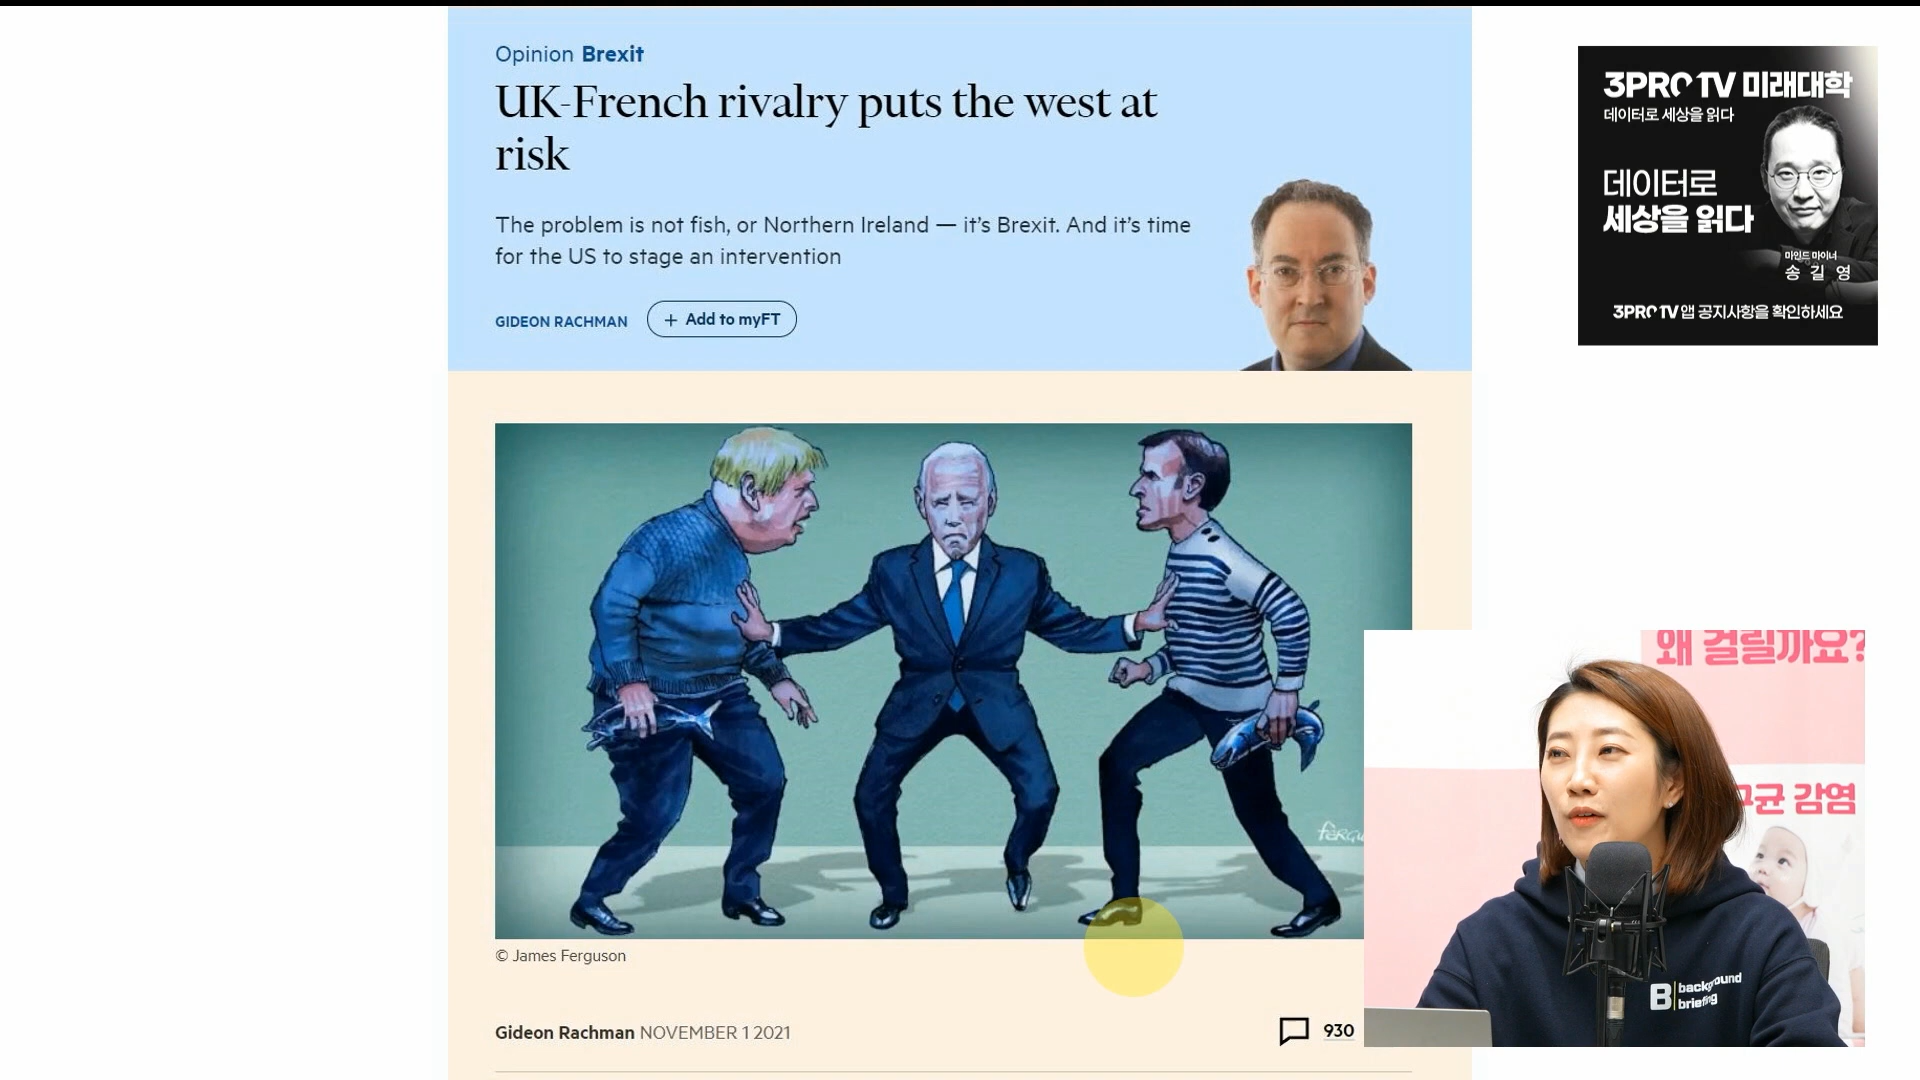 Opinion Brexit
UK-French rivalry puts the west at
risk
The problem is not fish, or Northern Ireland — it's Brexit. And it's time
for the US to stage an intervention
GIDEON RACHMAN
+ Add to myFT
© James Ferguson
Gideon Rachman NOVEMBER 1 2021
930
3PRO TV 미래대학
데이터로 세상을 읽다
데이터로
세상을 읽다
마인드 마이너
송길영
3PRO TV 앱 공지사항을 확인하세요
왜 걸릴까요?
구균 감염
B background
briefing